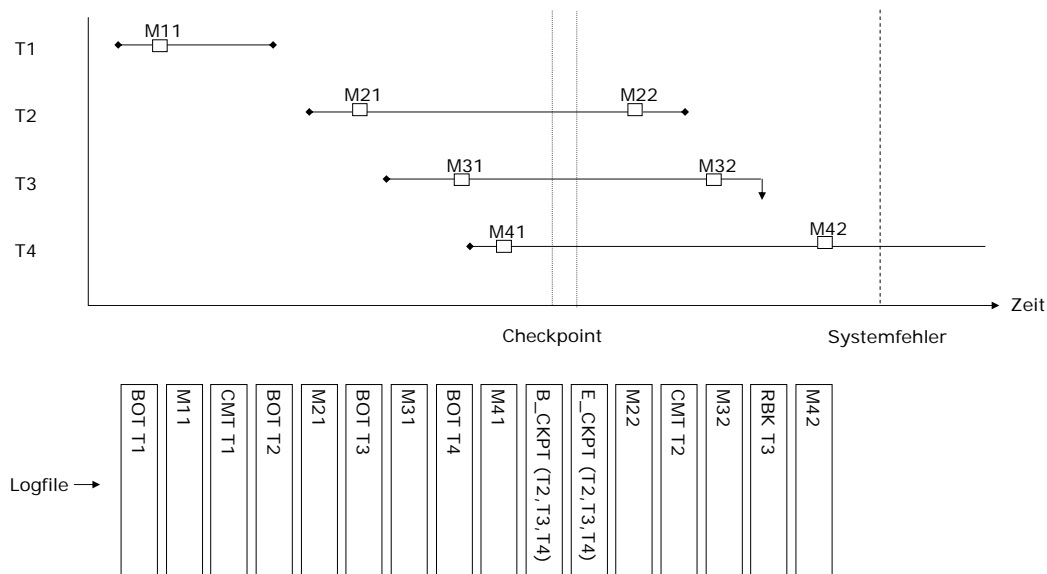 T1
M11
T2
M21
M22
T3
M31
M32
T4
M41
M42
Zeit
Checkpoint
Systemfehler
Logfile
BOT T1
M11
CMT T1
BOT T2
M21
BOT T3
M31
BOT T4
M41
B_CKPT (T2,T3,T4)
E_CKPT (T2,T3,T4)
M22
CMT T2
M32
RBK T3
M42